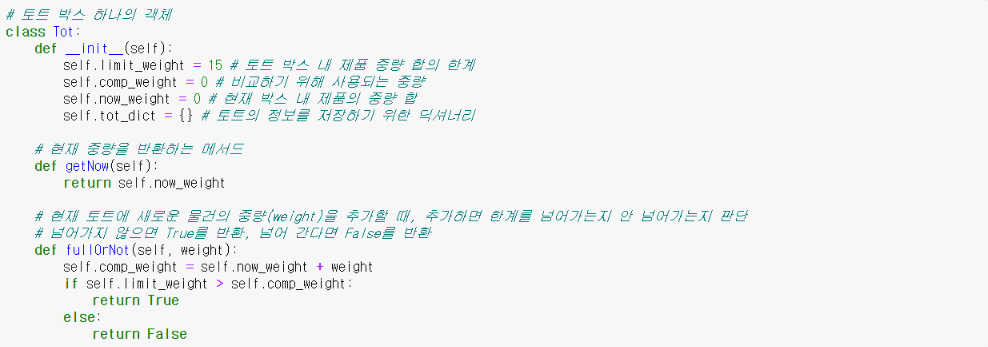 # 토트 박스 하나의 객체
class Tot:
    def __init__(self):
        self.limit_weight = 15 # 토트 박스 내 제품 중량 합의 한계
        self.comp_weight = 0 # 비교하기 위해 사용되는 중량
        self.now_weight = 0 # 현재 박스 내 제품의 중량 합
        self.tot_dict = {} # 토트의 정보를 저장하기 위한 딕셔너리

    # 현재 중량을 반환하는 메서드
    def getNow(self):
        return self.now_weight

    # 현재 토트에 새로운 물건의 중량(weight)을 추가할 때, 추가하면 한계를 넘어가는지 안 넘어가는지 판단
    # 넘어가지 않으면 True를 반환, 넘어 간다면 False를 반환
    def fullOrNot(self, weight):
        self.comp_weight = self.now_weight + weight
        if self.limit_weight > self.comp_weight:
            return True
        else:
            return False